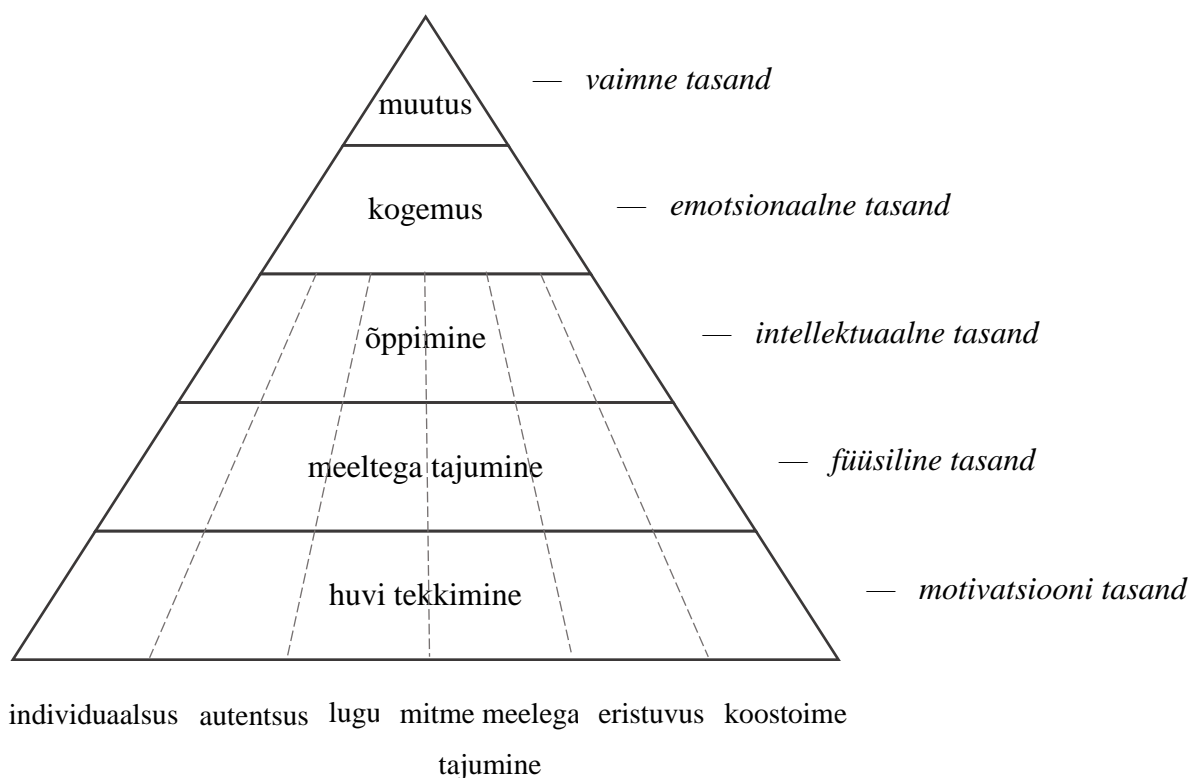 muutus — vaimne tasand
kogemus — emotsionaalne tasand
õppimine — intellektuaalne tasand
meeltega tajumine — füüsiline tasand
huvi tekkimine — motivatsiooni tasand
individuaalsus autentsus lugu mitme meelega eristuvus koostoime
tajumine